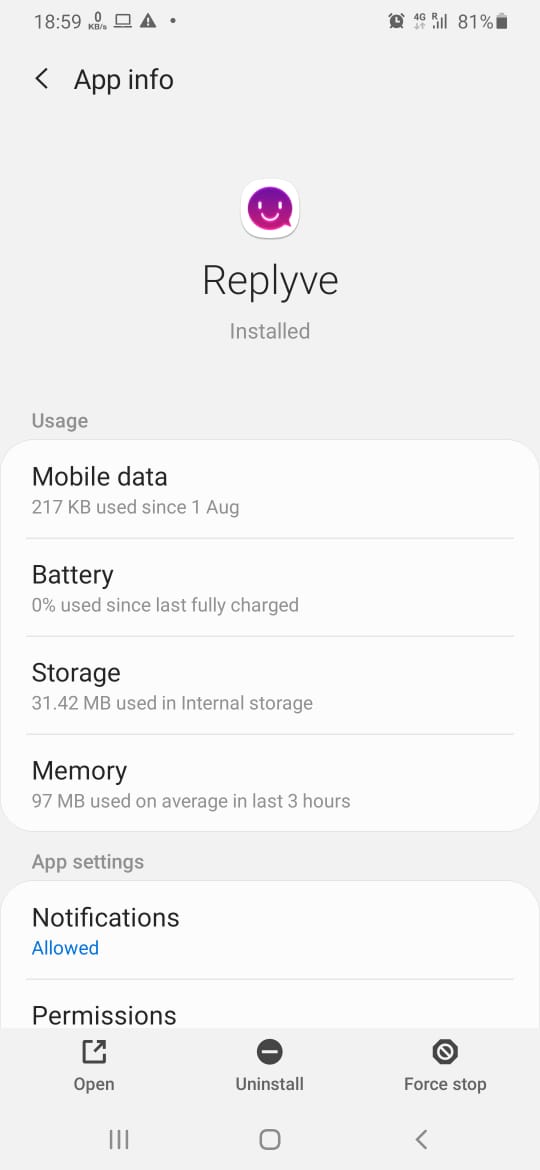 18:59 0 KB/s 4G R 81%
App info
Replyve
Installed
Usage
Mobile data
217 KB used since 1 Aug
Battery
0% used since last fully charged
Storage
31.42 MB used in Internal storage
Memory
97 MB used on average in last 3 hours
App settings
Notifications
Allowed
Permissions
Open Uninstall Force stop